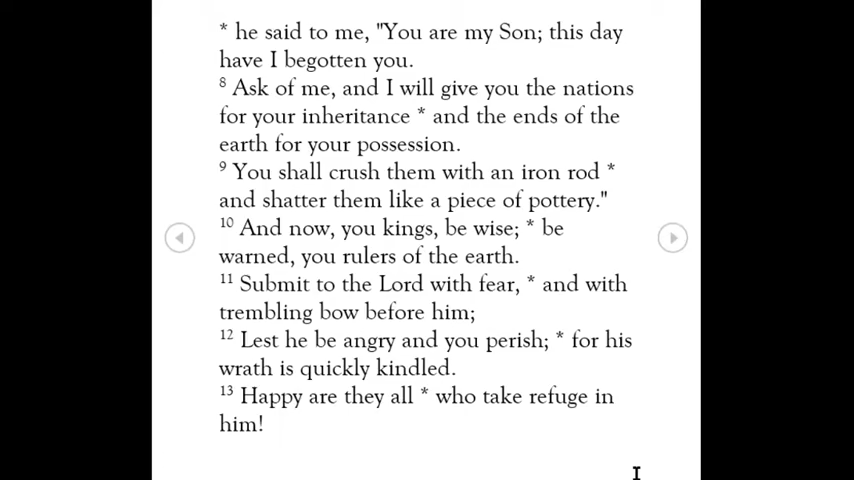 * he said to me, "You are my Son; this day
have I begotten you.
8 Ask of me, and I will give you the nations
for your inheritance * and the ends of the
earth for your possession.
9 You shall crush them with an iron rod *
and shatter them like a piece of pottery."
10 And now, you kings, be wise; * be
warned, you rulers of the earth.
11 Submit to the Lord with fear, * and with
trembling bow before him;
12 Lest he be angry and you perish; * for his
wrath is quickly kindled.
13 Happy are they all * who take refuge in
him!